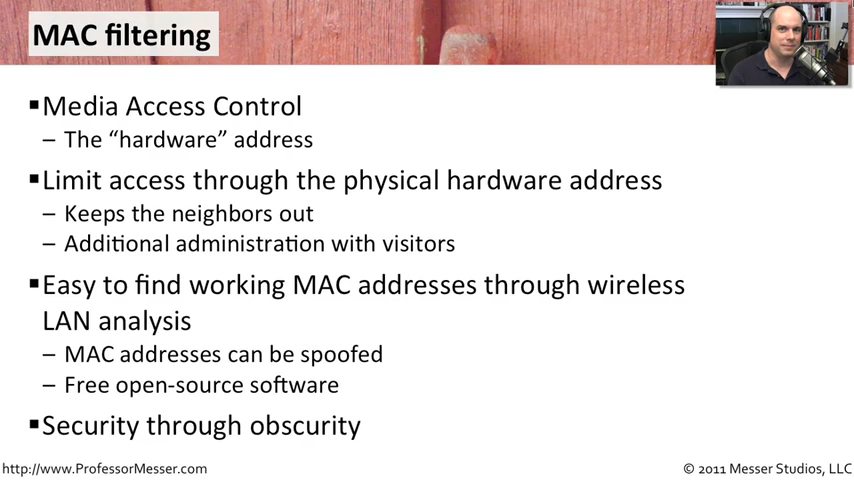 MAC filtering
▪Media Access Control
– The “hardware” address
▪Limit access through the physical hardware address
– Keeps the neighbors out
– Additional administration with visitors
▪Easy to find working MAC addresses through wireless
LAN analysis
– MAC addresses can be spoofed
– Free open-source software
▪Security through obscurity
http://www.ProfessorMesser.com
© 2011 Messer Studios, LLC